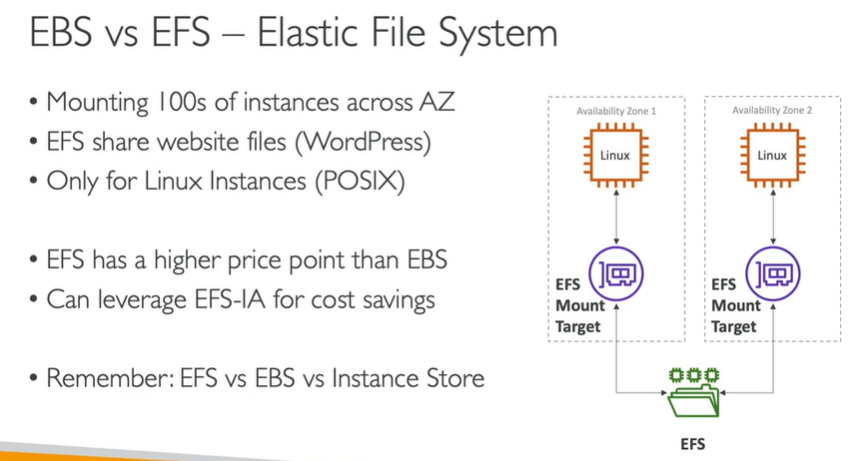 EBS vs EFS – Elastic File System
• Mounting 100s of instances across AZ
• EFS share website files (WordPress)
• Only for Linux Instances (POSIX)
• EFS has a higher price point than EBS
• Can leverage EFS-IA for cost savings
• Remember: EFS vs EBS vs Instance Store
Availability Zone 1
Linux
EFS
Mount
Target
Availability Zone 2
Linux
EFS
Mount
Target
EFS